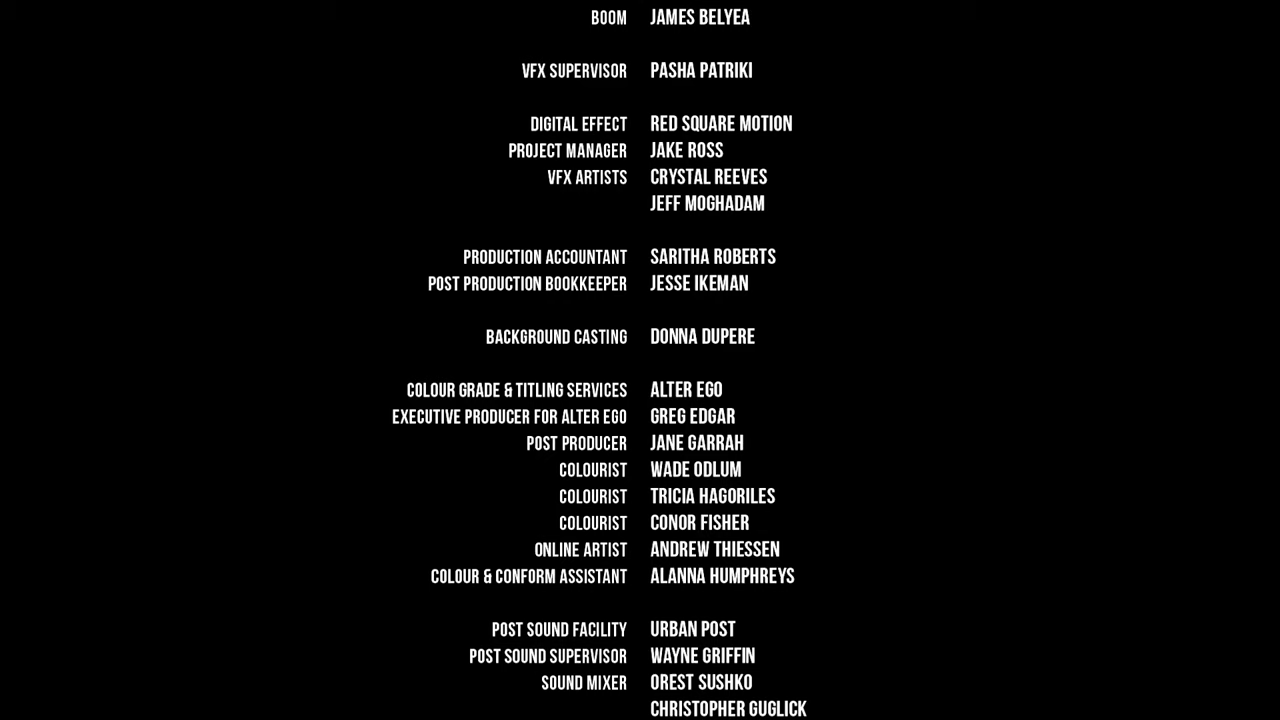 BOOM JAMES BELYEA
VFX SUPERVISOR PASHA PATRIKI
DIGITAL EFFECT RED SQUARE MOTION
PROJECT MANAGER JAKE ROSS
VFX ARTISTS CRYSTAL REEVES
JEFF MOGHADAM
PRODUCTION ACCOUNTANT SARITHA ROBERTS
POST PRODUCTION BOOKKEEPER JESSE IKEMAN
BACKGROUND CASTING DONNA DUPERE
COLOUR GRADE & TITLING SERVICES ALTER EGO
EXECUTIVE PRODUCER FOR ALTER EGO GREG EDGAR
POST PRODUCER JANE GARRAH
COLOURIST WADE ODLUM
COLOURIST TRICIA HAGORILES
COLOURIST CONOR FISHER
ONLINE ARTIST ANDREW THIESSEN
COLOUR & CONFORM ASSISTANT ALANNA HUMPHREYS
POST SOUND FACILITY URBAN POST
POST SOUND SUPERVISOR WAYNE GRIFFIN
SOUND MIXER OREST SUSHKO
CHRISTOPHER GUGLICK